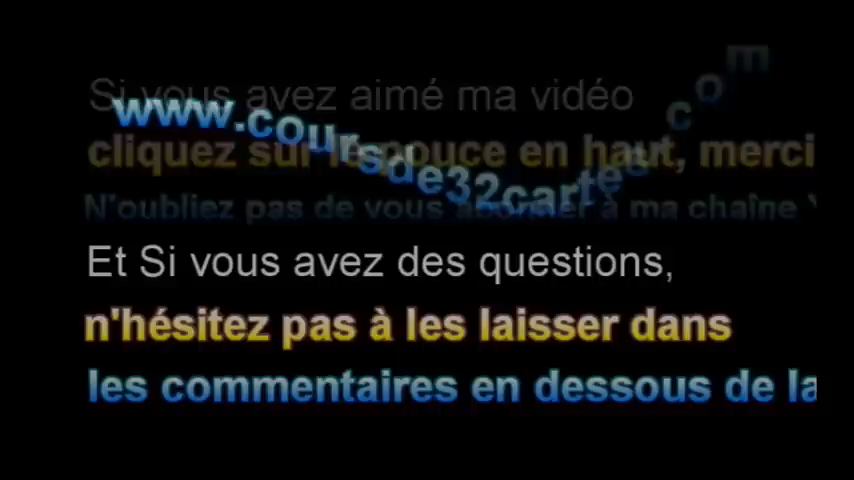 Si vous avez aimé ma vidéo
www.coursde32cartes.com
cliquez sur le pouce en haut, merci
N'oubliez pas de vous abonner à ma chaîne
Et Si vous avez des questions,
n'hésitez pas à les laisser dans
les commentaires en dessous de la